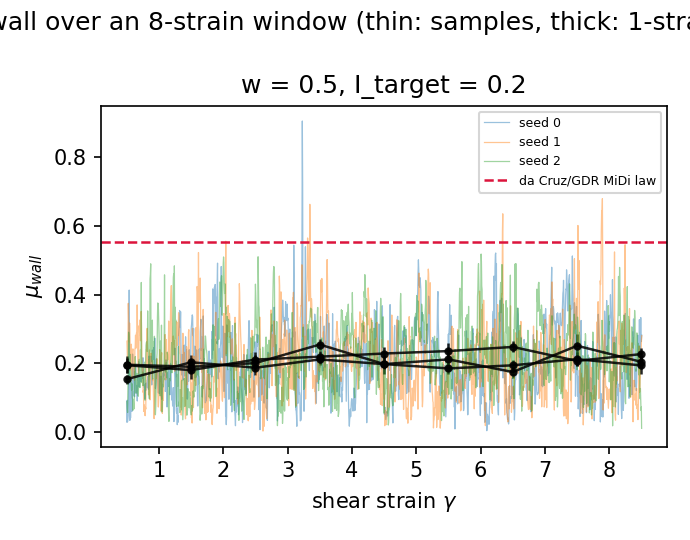 wall over an 8-strain window (thin: samples, thick: 1-stra
w = 0.5, I_target = 0.2
seed 0
seed 1
seed 2
da Cruz/GDR MiDi law
μ_wall
0.8
0.6
0.4
0.2
0.0
1 2 3 4 5 6 7 8
shear strain γ